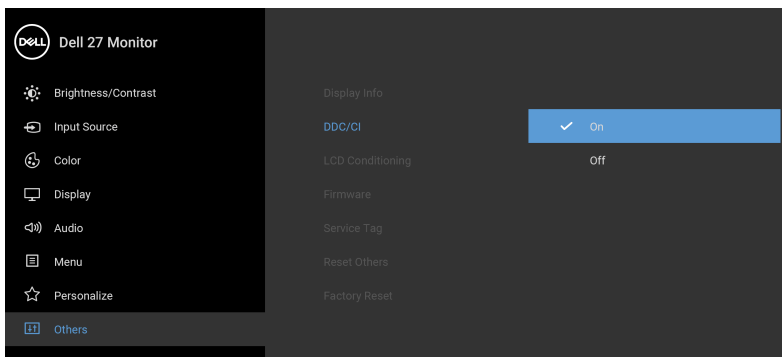 DELL Dell 27 Monitor
Brightness/Contrast
Input Source
Color
Display
Audio
Menu
Personalize
Others
Display Info
DDC/CI
LCD Conditioning
Firmware
Service Tag
Reset Others
Factory Reset
On
Off